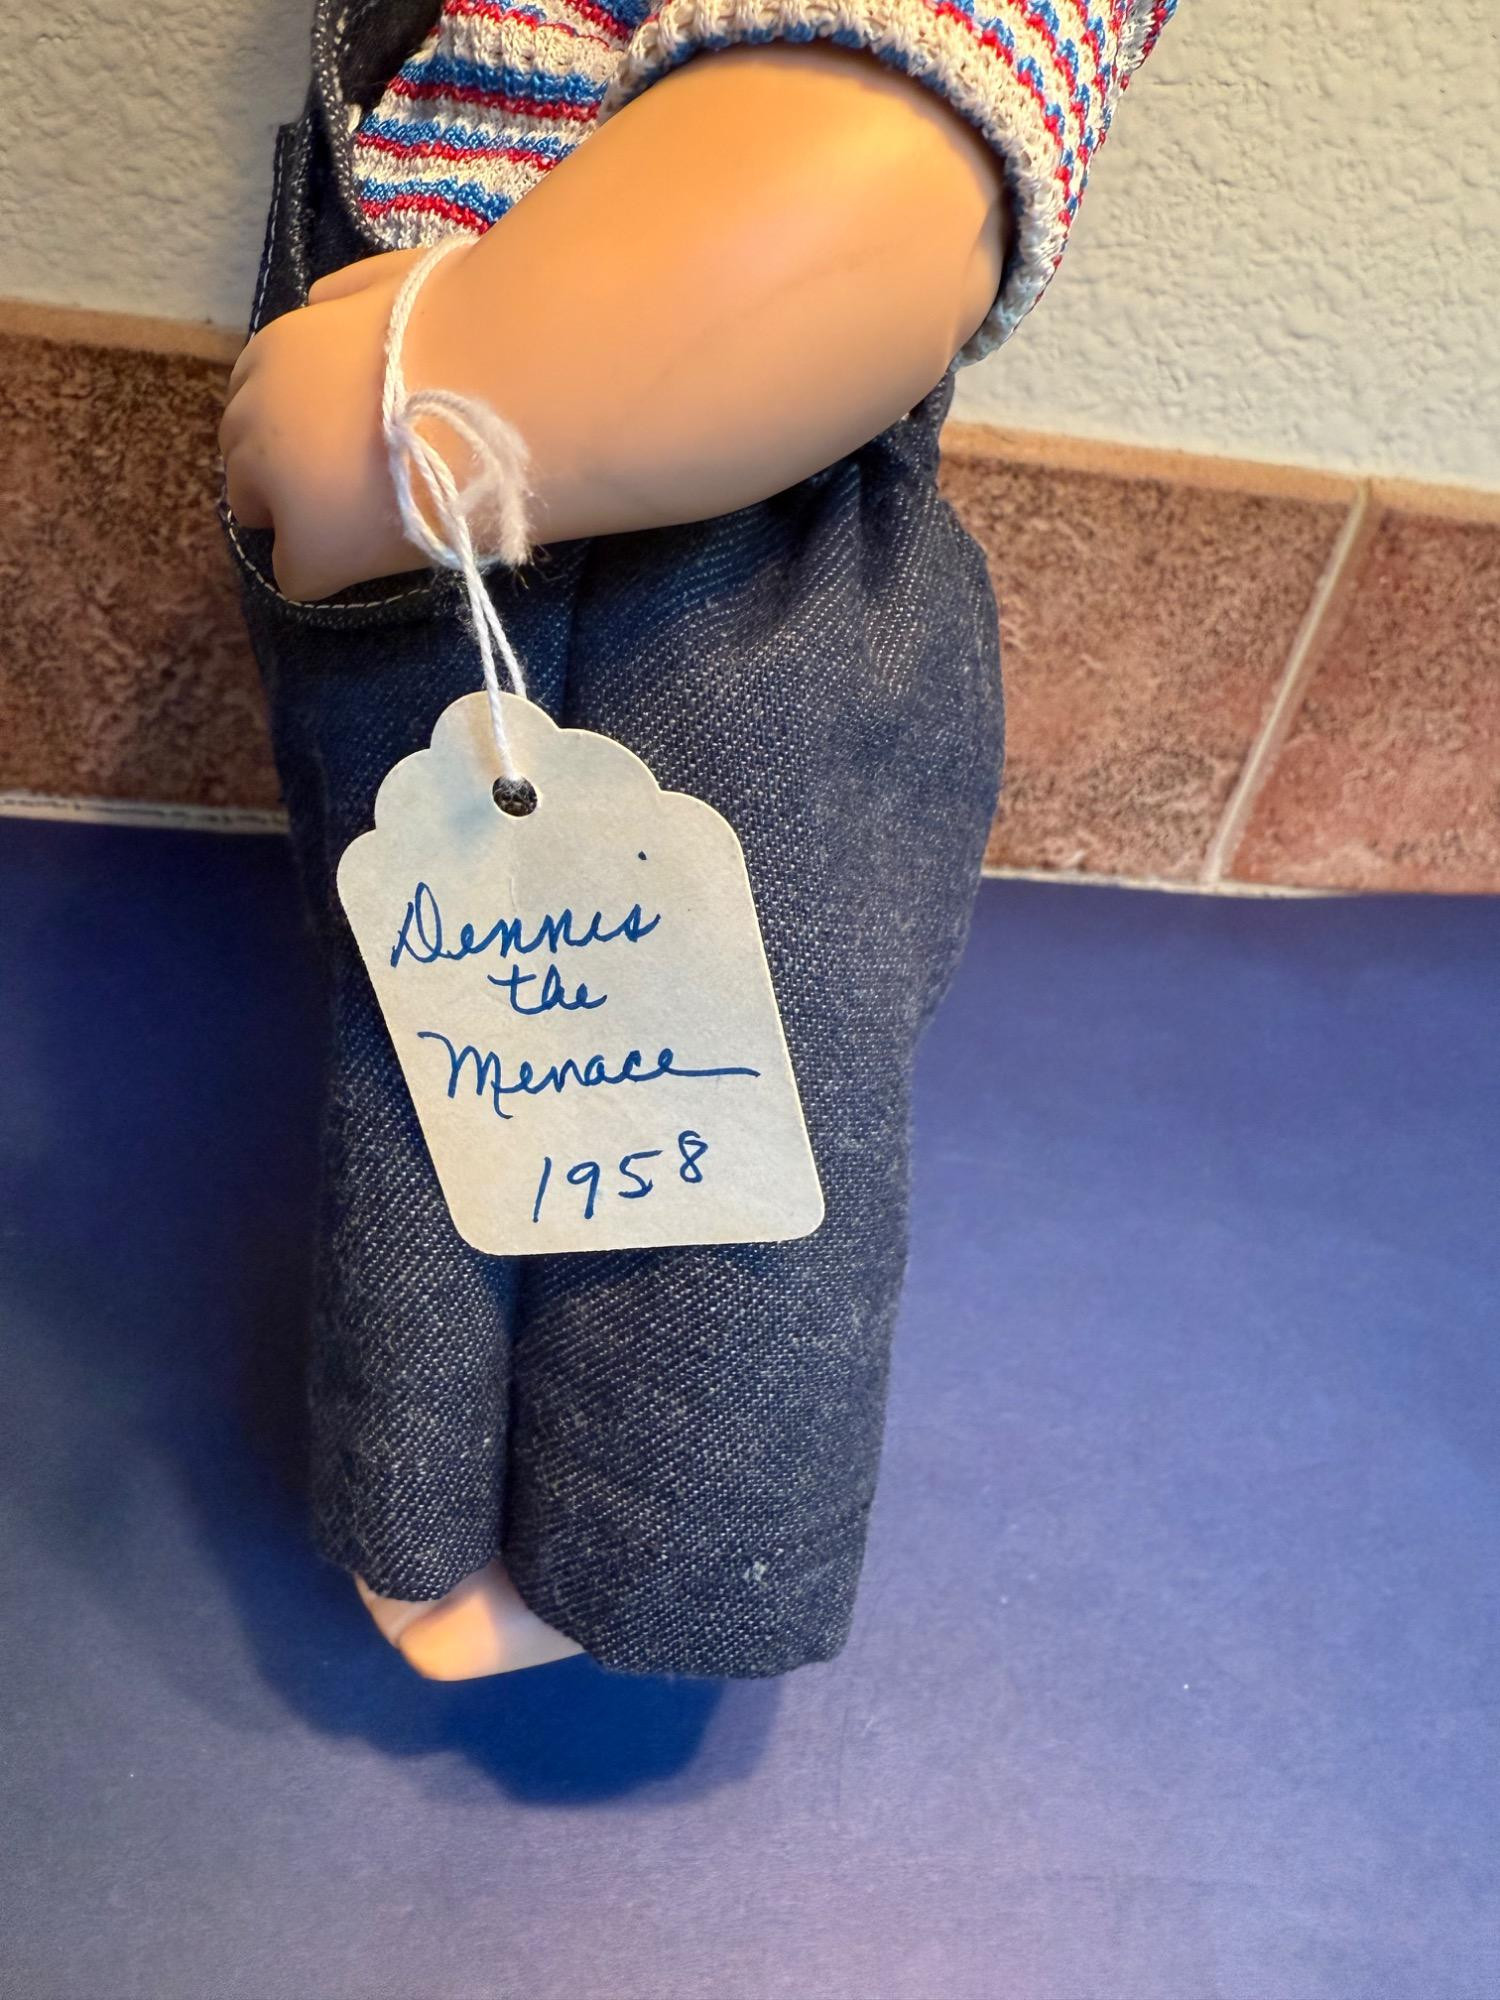 Dennis
the
Menace
1958